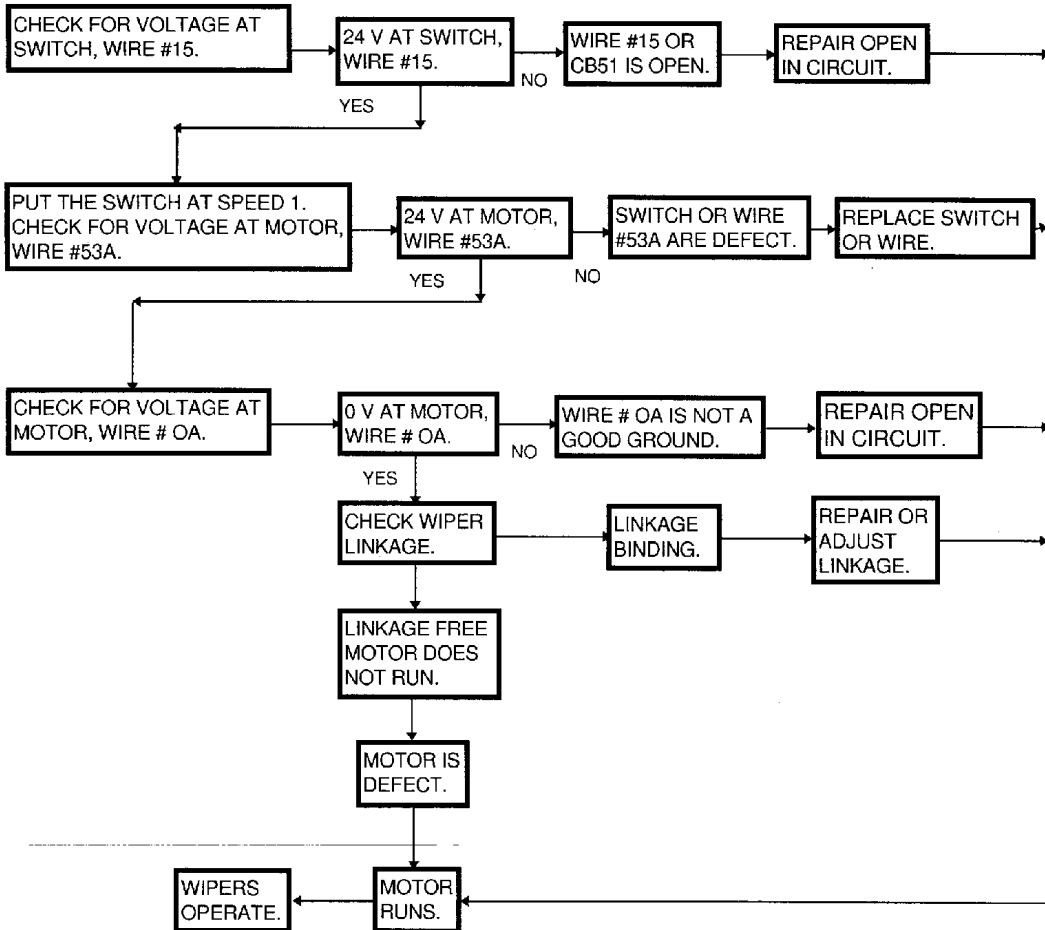 CHECK FOR VOLTAGE AT
SWITCH, WIRE #15.
24 V AT SWITCH,
WIRE #15.
NO
WIRE #15 OR
CB51 IS OPEN.
REPAIR OPEN
IN CIRCUIT.
YES
PUT THE SWITCH AT SPEED 1.
CHECK FOR VOLTAGE AT MOTOR,
WIRE #53A.
24 V AT MOTOR,
WIRE #53A.
NO
SWITCH OR WIRE
#53A ARE DEFECT.
REPLACE SWITCH
OR WIRE.
YES
CHECK FOR VOLTAGE AT
MOTOR, WIRE # OA.
0 V AT MOTOR,
WIRE # OA.
NO
WIRE # OA IS NOT A
GOOD GROUND.
REPAIR OPEN
IN CIRCUIT.
YES
CHECK WIPER
LINKAGE.
LINKAGE
BINDING.
REPAIR OR
ADJUST
LINKAGE.
LINKAGE FREE
MOTOR DOES
NOT RUN.
MOTOR IS
DEFECT.
WIPERS
OPERATE.
MOTOR
RUNS.